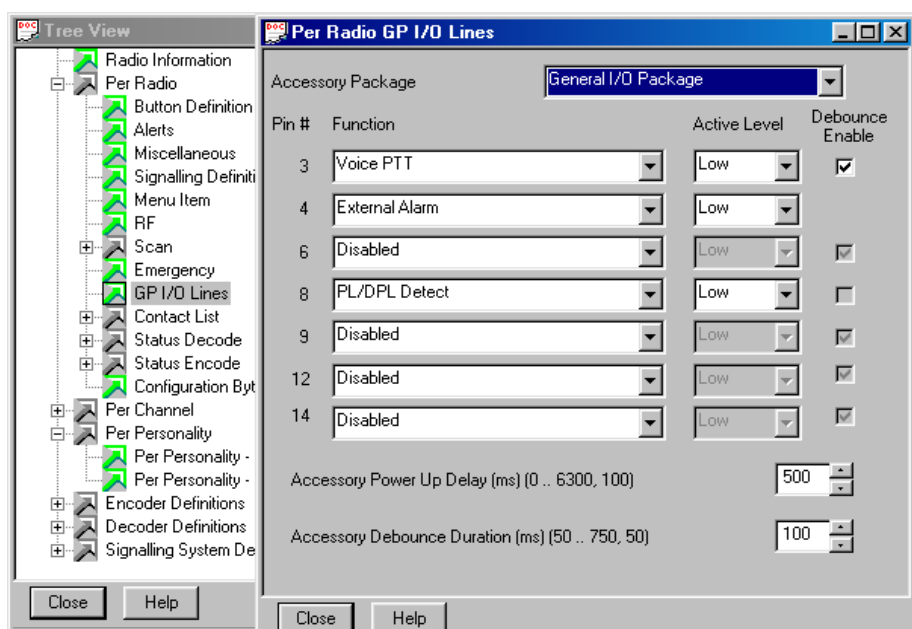 Tree View
Radio Information
Per Radio
Button Definition
Alerts
Miscellaneous
Signalling Definiti
Menu Item
RF
Scan
Emergency
GP I/O Lines
Contact List
Status Decode
Status Encode
Configuration Byt
Per Channel
Per Personality
Per Personality -
Per Personality -
Encoder Definitions
Decoder Definitions
Signalling System De
Close Help
Per Radio GP I/O Lines
Accessory Package General I/O Package
Pin # Function Active Level Debounce Enable
3 Voice PTT Low
4 External Alarm Low
6 Disabled Low
8 PL/DPL Detect Low
9 Disabled Low
12 Disabled Low
14 Disabled Low
Accessory Power Up Delay (ms) (0 .. 6300, 100) 500
Accessory Debounce Duration (ms) (50 .. 750, 50) 100
Close Help